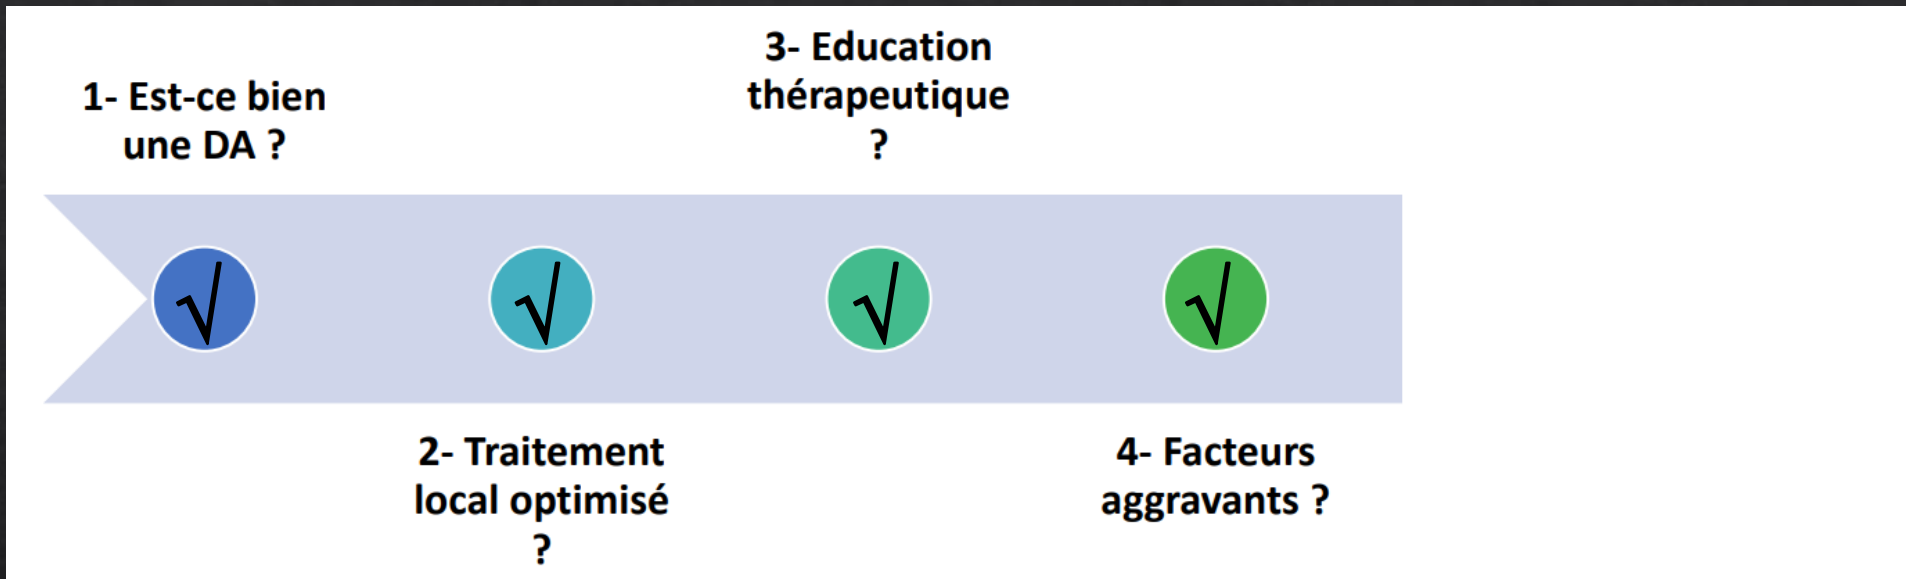 1- Est-ce bien
une DA ?
2- Traitement
local optimisé
?
3- Education
thérapeutique
?
4- Facteurs
aggravants ?